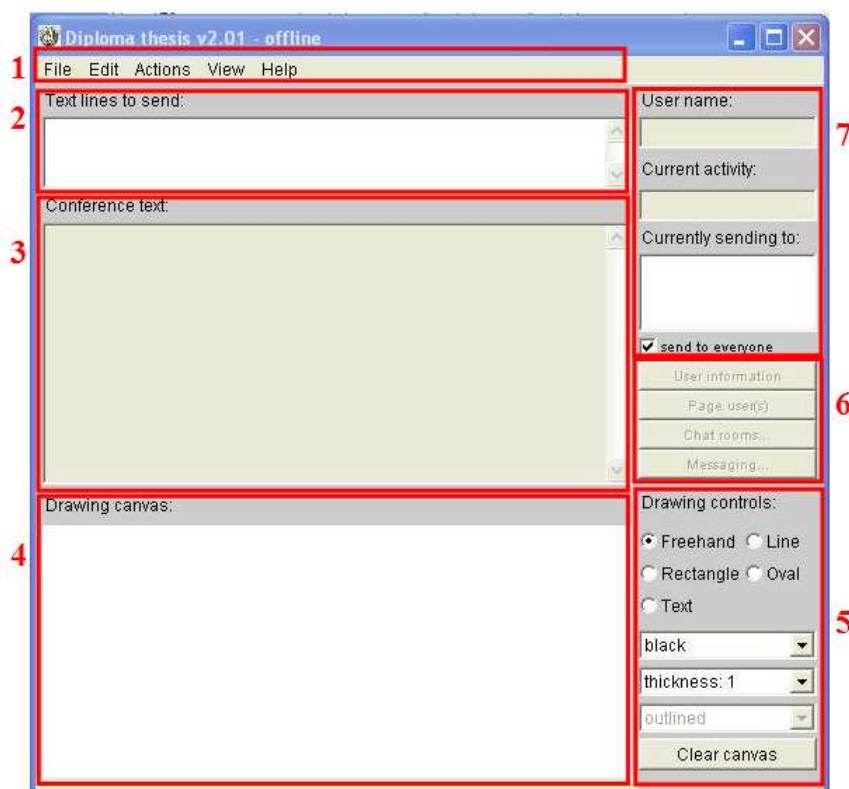 Diploma thesis v2.01 - offline
1
File Edit Actions View Help
2
Text lines to send:
3
Conference text:
4
Drawing canvas:
7
User name:
Current activity:
Currently sending to:
send to everyone
6
User information
Page user(s)
Chat rooms...
Messaging...
5
Drawing controls:
Freehand Line
Rectangle Oval
Text
black
thickness: 1
outlined
Clear canvas